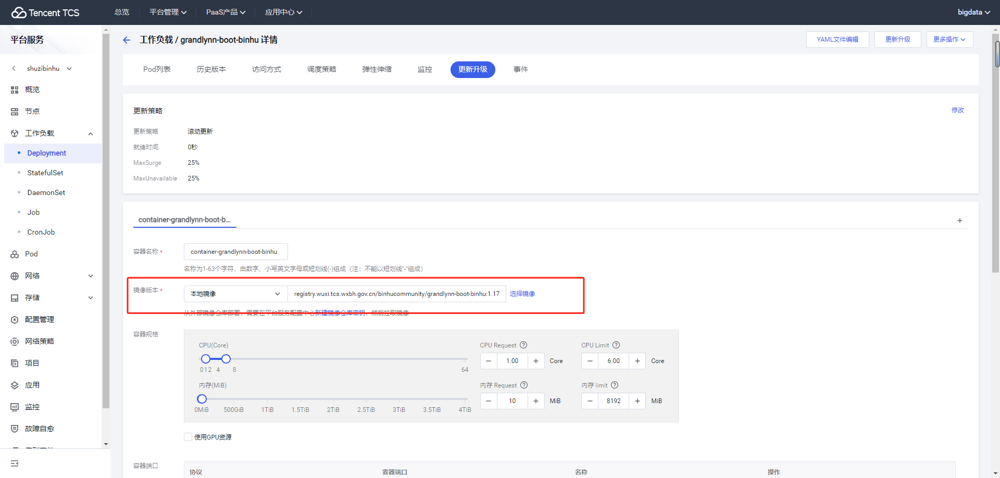 Tencent TCS
总览
平台管理
PaaS产品
应用中心
bigdata
平台服务
shuzibinhu
概览
节点
工作负载
Deployment
StatefulSet
DaemonSet
Job
CronJob
Pod
网络
存储
配置管理
网络策略
项目
应用
监控
故障自愈
工作负载 / grandlynn-boot-binhu 详情
YAML文件编辑
更新升级
更多操作
Pod列表
历史版本
访问方式
调度策略
弹性伸缩
监控
更新升级
事件
更新策略
修改
更新策略 滚动更新
就绪时间 0秒
MaxSurge 25%
MaxUnavailable 25%
container-grandlynn-boot-b...
容器名称* container-grandlynn-boot-binhu
名称为1-63个字符，由数字、小写英文字母或短划线(-)组成（注：不能以短划线"-"组成）
镜像版本* 本地镜像 registry.wuxi.tcs.wxbh.gov.cn/binhucommunity/grandlynn-boot-binhu:1.17 选择镜像
从外部镜像仓库部署，需要在平台服务配置中心新建镜像仓库密钥，然后拉取镜像
容器规格
CPU(Core)
0 1 2 4 8 64
CPU Request ? − 1.00 + Core
CPU Limit ? − 6.00 + Core
内存(MiB)
0MiB 500GiB 1TiB 1.5TiB 2TiB 2.5TiB 3TiB 3.5TiB 4TiB
内存 Request ? − 10 + MiB
内存 limit ? − 8192 + MiB
使用GPU资源
容器端口
协议 容器端口 名称 操作